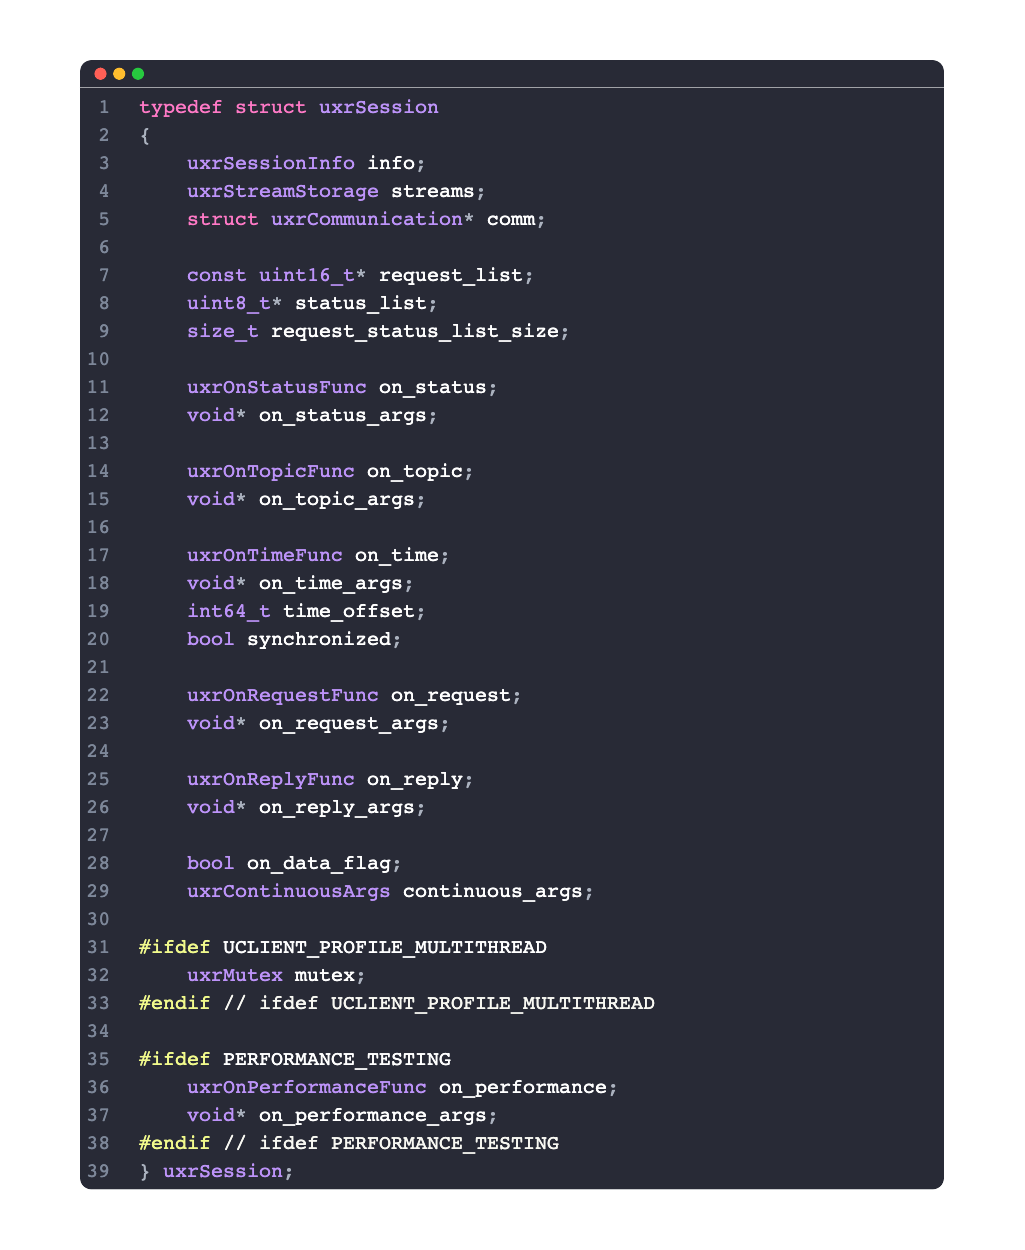 1 typedef struct uxrSession
2 {
3     uxrSessionInfo info;
4     uxrStreamStorage streams;
5     struct uxrCommunication* comm;
6
7     const uint16_t* request_list;
8     uint8_t* status_list;
9     size_t request_status_list_size;
10
11     uxrOnStatusFunc on_status;
12     void* on_status_args;
13
14     uxrOnTopicFunc on_topic;
15     void* on_topic_args;
16
17     uxrOnTimeFunc on_time;
18     void* on_time_args;
19     int64_t time_offset;
20     bool synchronized;
21
22     uxrOnRequestFunc on_request;
23     void* on_request_args;
24
25     uxrOnReplyFunc on_reply;
26     void* on_reply_args;
27
28     bool on_data_flag;
29     uxrContinuousArgs continuous_args;
30
31 #ifdef UCLIENT_PROFILE_MULTITHREAD
32     uxrMutex mutex;
33 #endif // ifdef UCLIENT_PROFILE_MULTITHREAD
34
35 #ifdef PERFORMANCE_TESTING
36     uxrOnPerformanceFunc on_performance;
37     void* on_performance_args;
38 #endif // ifdef PERFORMANCE_TESTING
39 } uxrSession;